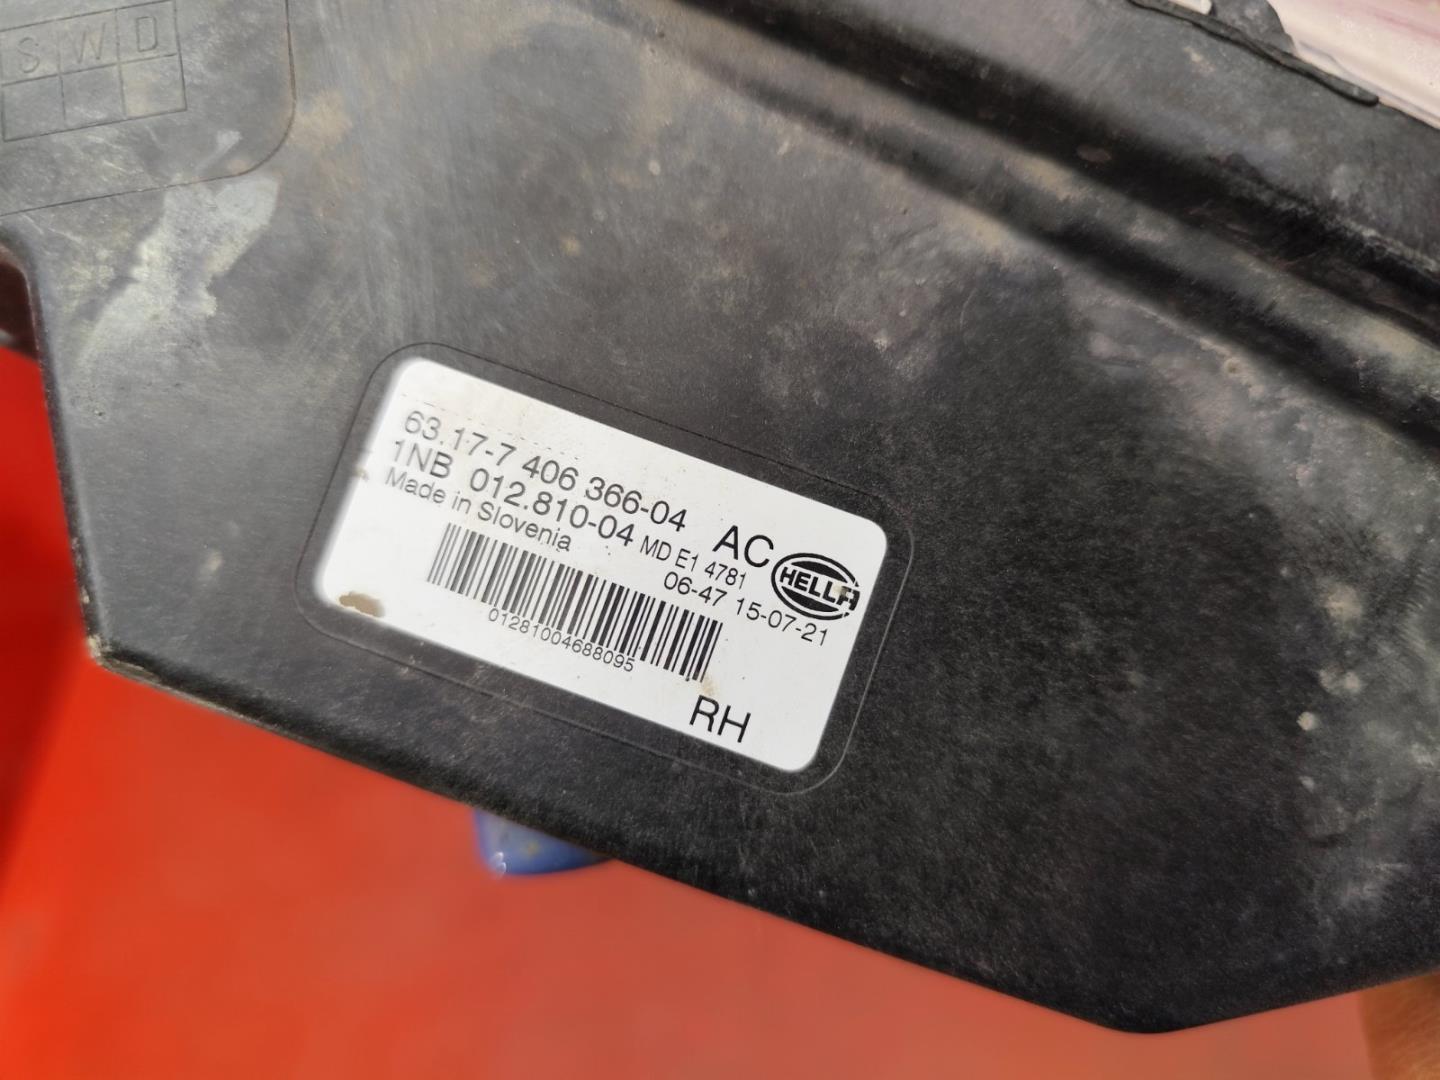 S W D
63.17-7 406 366-04 AC
1NB 012.810-04 MD E1 4781 HELLA
Made in Slovenia 06-47 15-07-21
01281004688095
RH